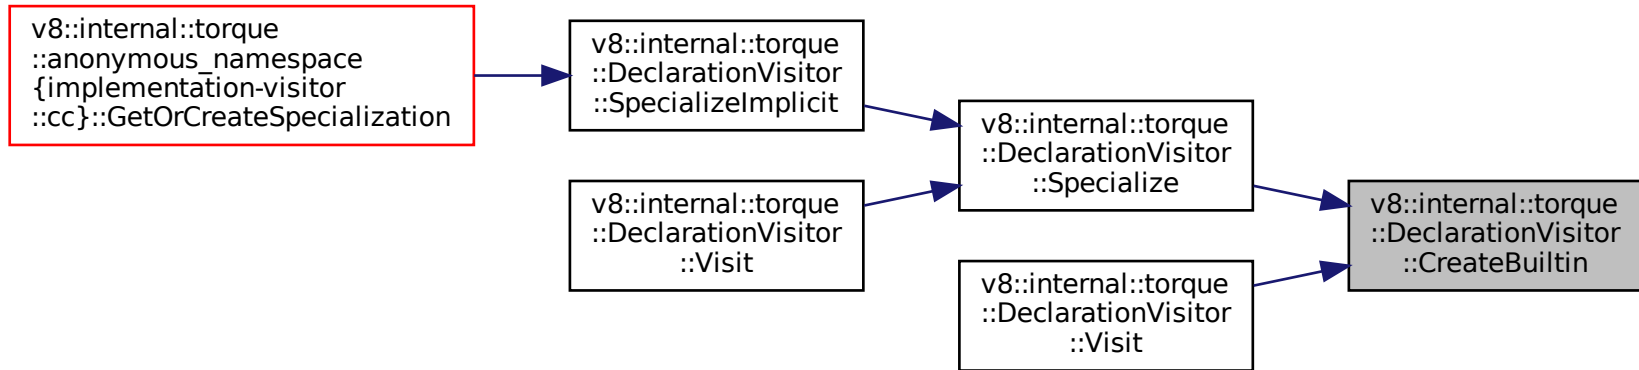 v8::internal::torque
::anonymous_namespace
{implementation-visitor
::cc}::GetOrCreateSpecialization
v8::internal::torque
::DeclarationVisitor
::SpecializeImplicit
v8::internal::torque
::DeclarationVisitor
::Visit
v8::internal::torque
::DeclarationVisitor
::Specialize
v8::internal::torque
::DeclarationVisitor
::Visit
v8::internal::torque
::DeclarationVisitor
::CreateBuiltin